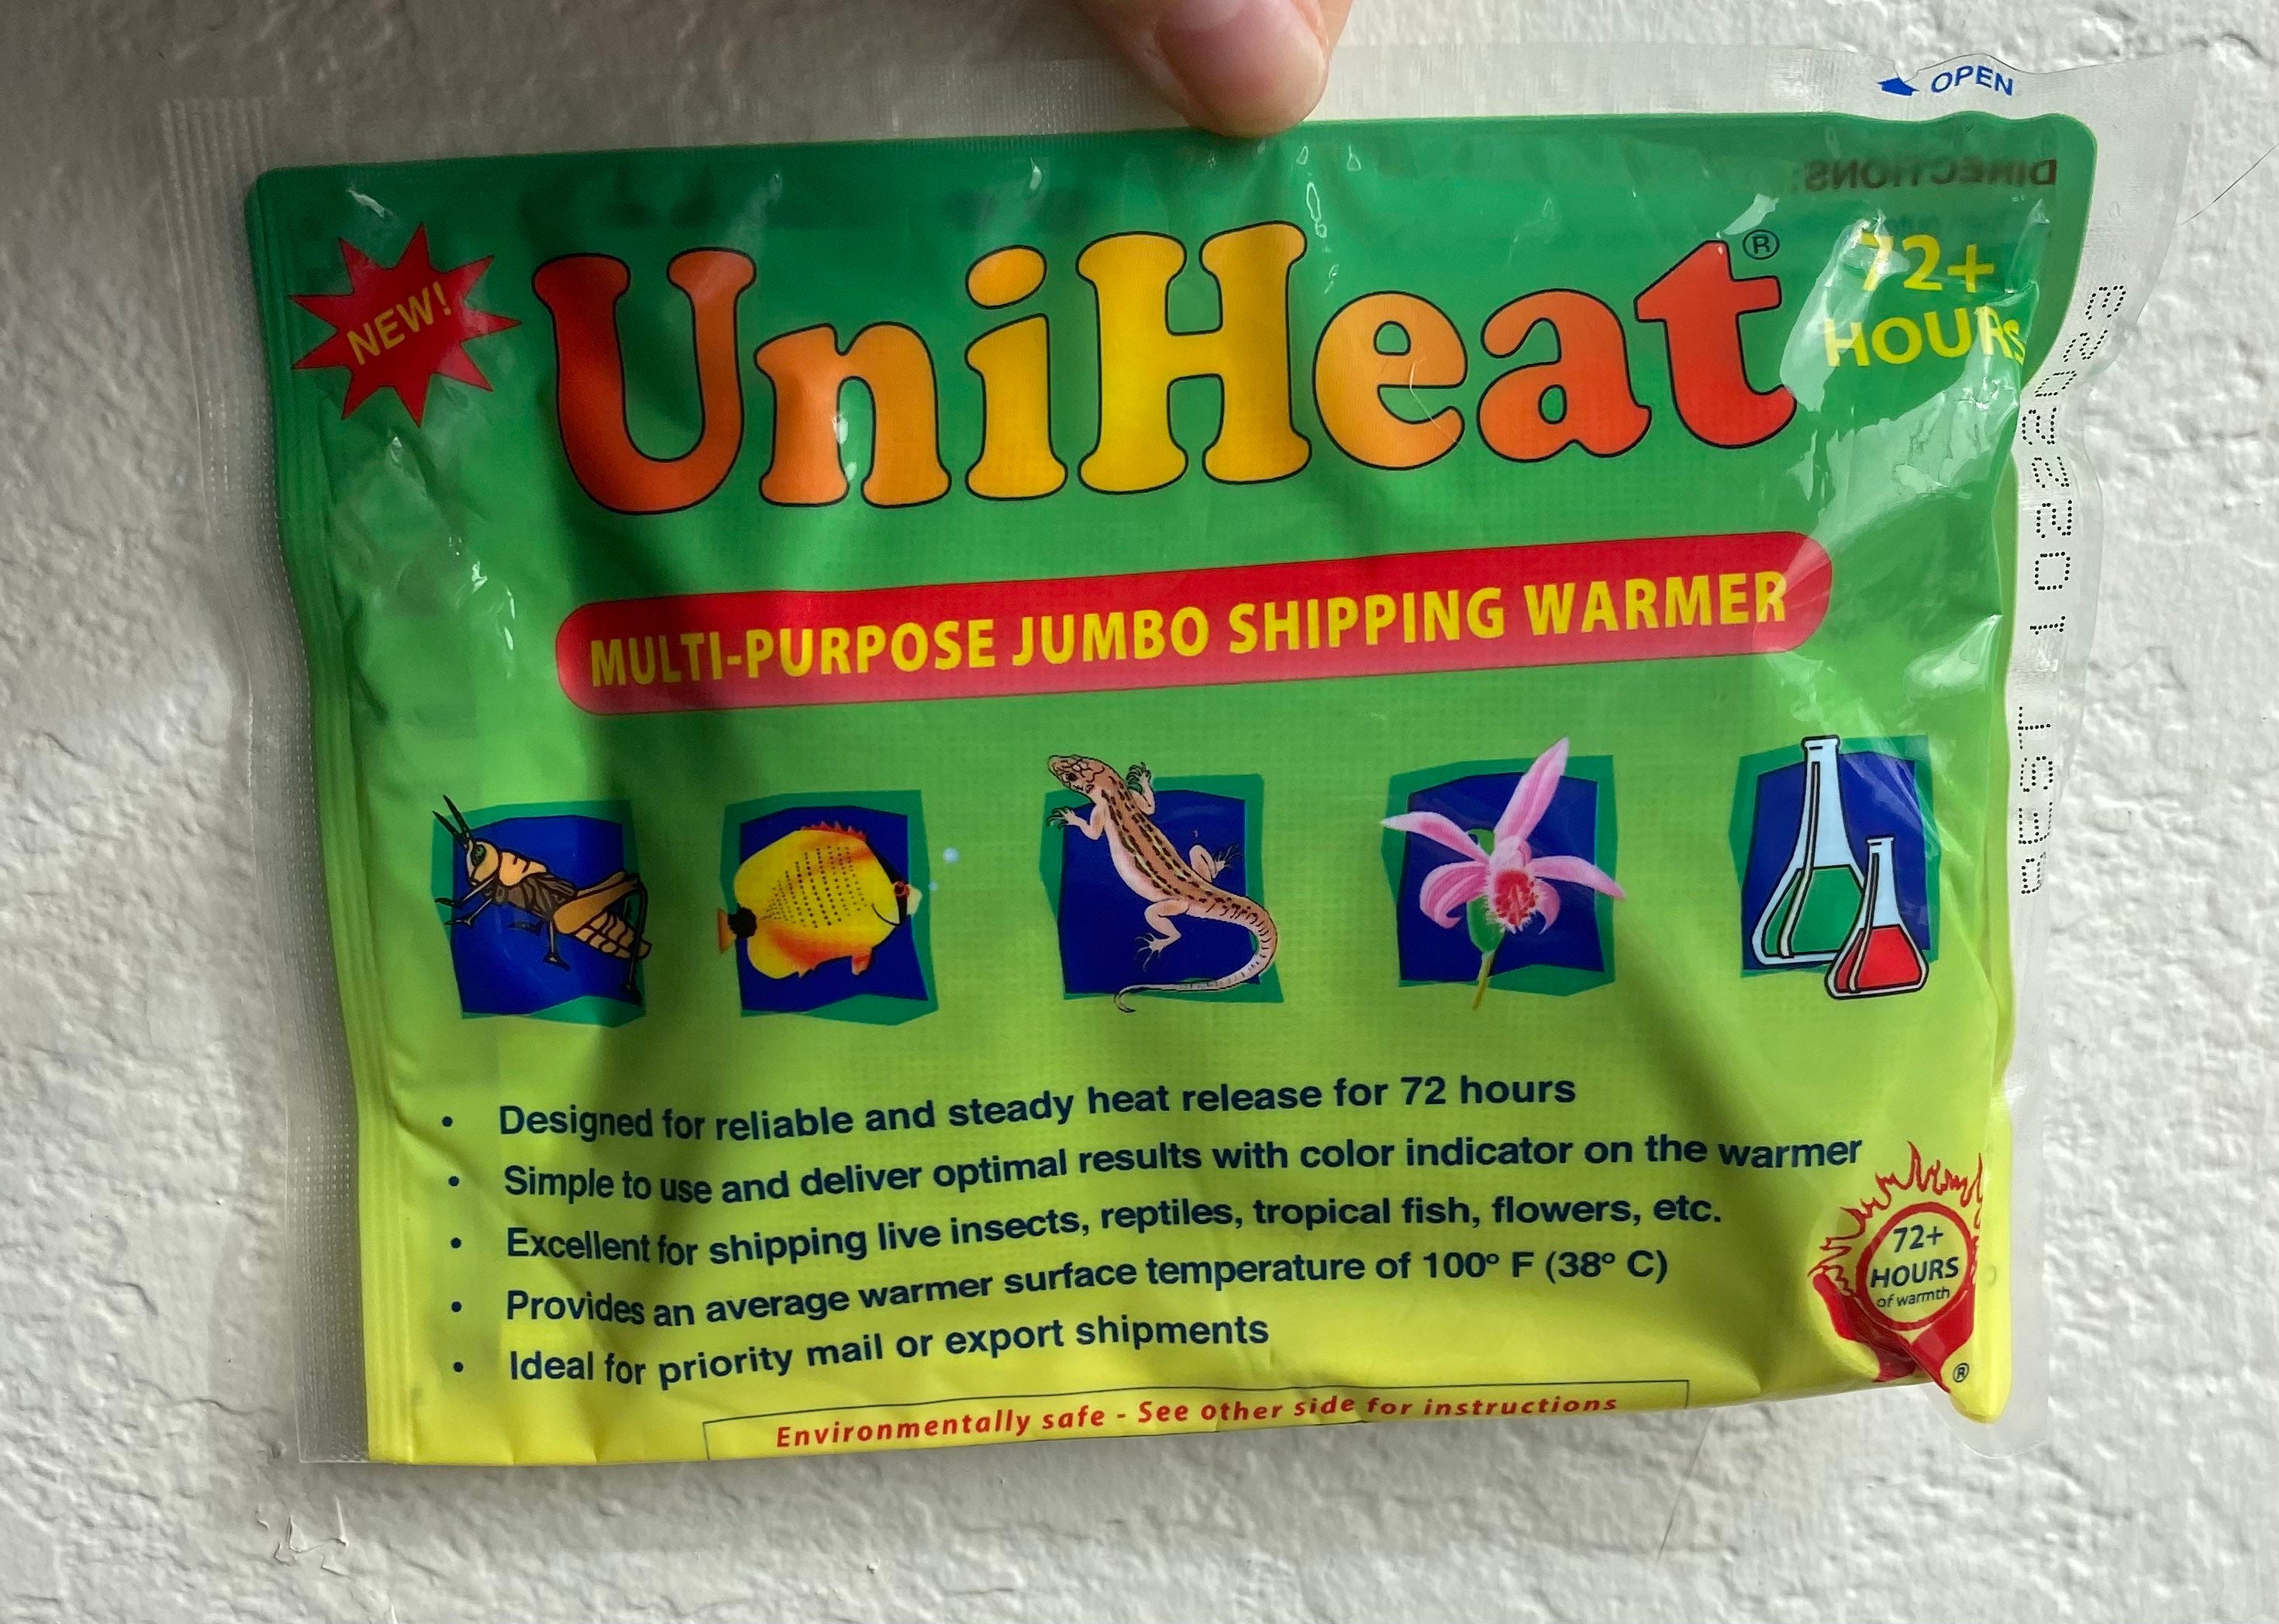 OPEN
DIRECTIONS:
NEW!
UniHeat®
72+
HOURS
MULTI-PURPOSE JUMBO SHIPPING WARMER
BEST
• Designed for reliable and steady heat release for 72 hours
• Simple to use and deliver optimal results with color indicator on the warmer
• Excellent for shipping live insects, reptiles, tropical fish, flowers, etc.
• Provides an average warmer surface temperature of 100° F (38° C)
• Ideal for priority mail or export shipments
72+
HOURS
of warmth
®
Environmentally safe - See other side for instructions